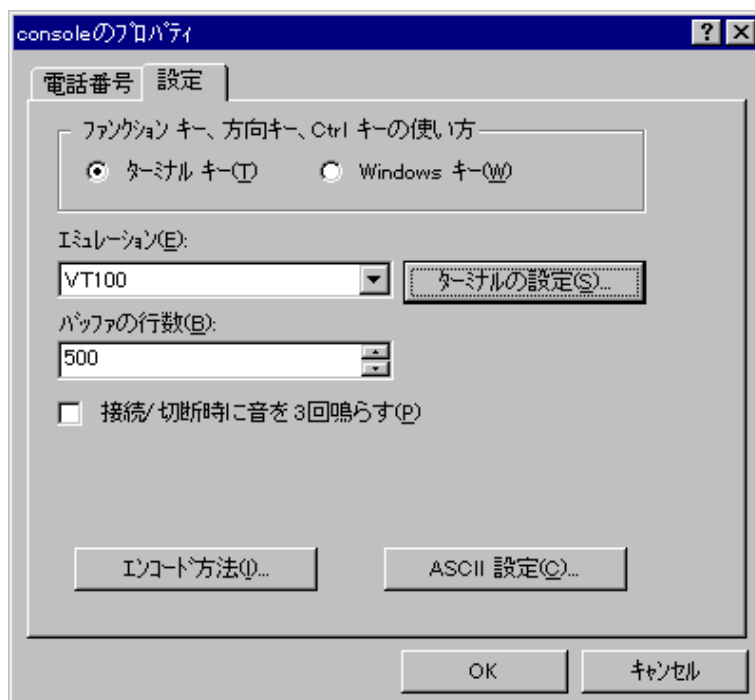 consoleのﾌﾟﾛﾊﾟﾃｨ
電話番号 設定
ﾌｧﾝｸｼｮﾝ ｷｰ、方向ｷｰ、Ctrl ｷｰの使い方
ﾀｰﾐﾅﾙ ｷｰ(T) Windows ｷｰ(W)
ｴﾐｭﾚｰｼｮﾝ(E):
VT100 ﾀｰﾐﾅﾙの設定(S)...
ﾊﾞｯﾌｧの行数(B):
500
接続/切断時に音を3回鳴らす(P)
ｴﾝｺｰﾄﾞ方法(I)... ASCII 設定(C)...
OK ｷｬﾝｾﾙ